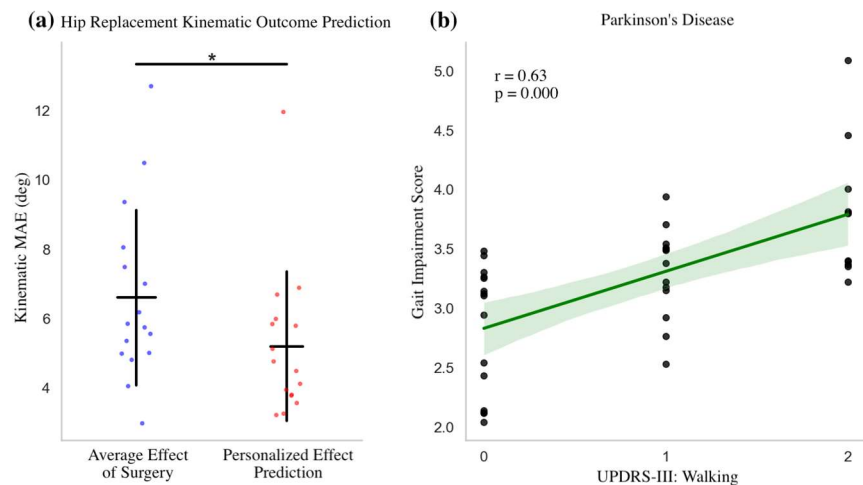 (a) Hip Replacement Kinematic Outcome Prediction
*
Kinematic MAE (deg)
12
10
8
6
4
Average Effect
of Surgery
Personalized Effect
Prediction
(b) Parkinson's Disease
r = 0.63
p = 0.000
Gait Impairment Score
5.0
4.5
4.0
3.5
3.0
2.5
2.0
0 1 2
UPDRS-III: Walking